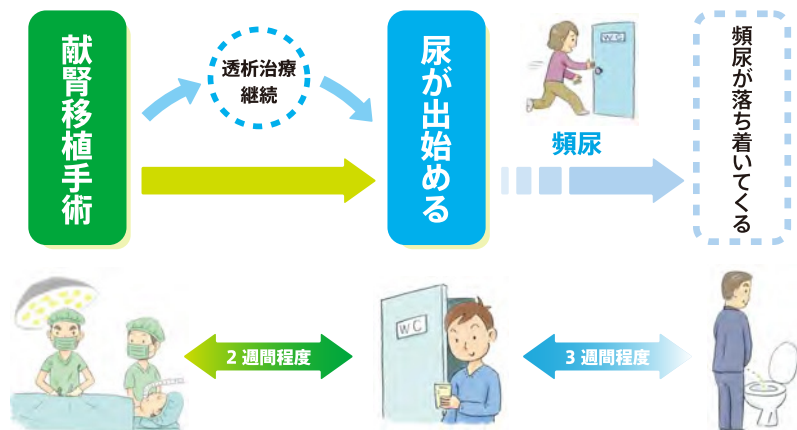 献腎移植手術
透析治療
継続
尿が出始める
WC
頻尿
頻尿が落ち着いてくる
2週間程度
WC
3週間程度